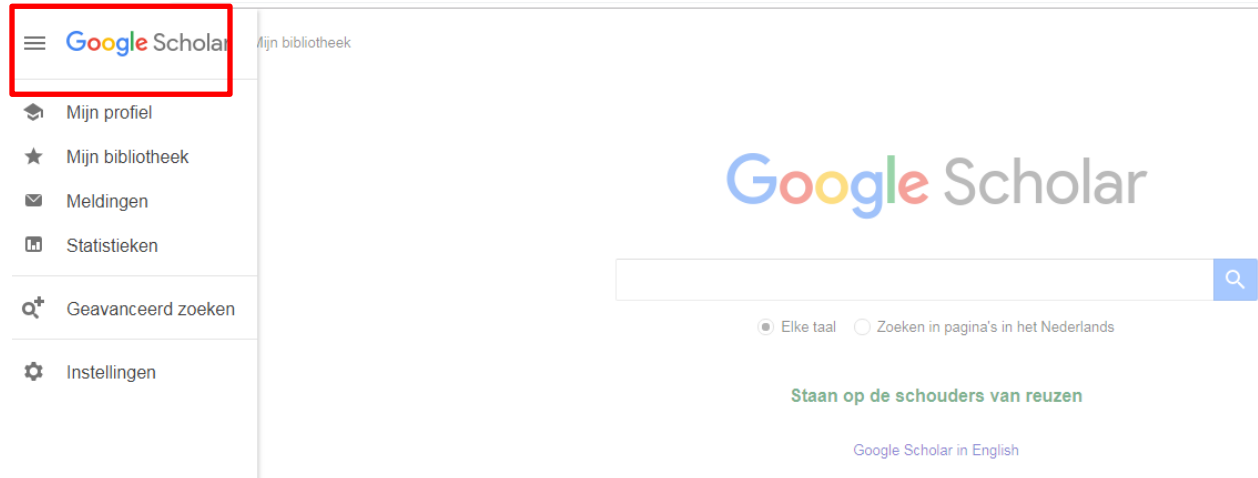 Google Scholar
Mijn bibliotheek
Mijn profiel
Mijn bibliotheek
Meldingen
Statistieken
Geavanceerd zoeken
Instellingen
Google Scholar
Elke taal Zoeken in pagina's in het Nederlands
Staan op de schouders van reuzen
Google Scholar in English